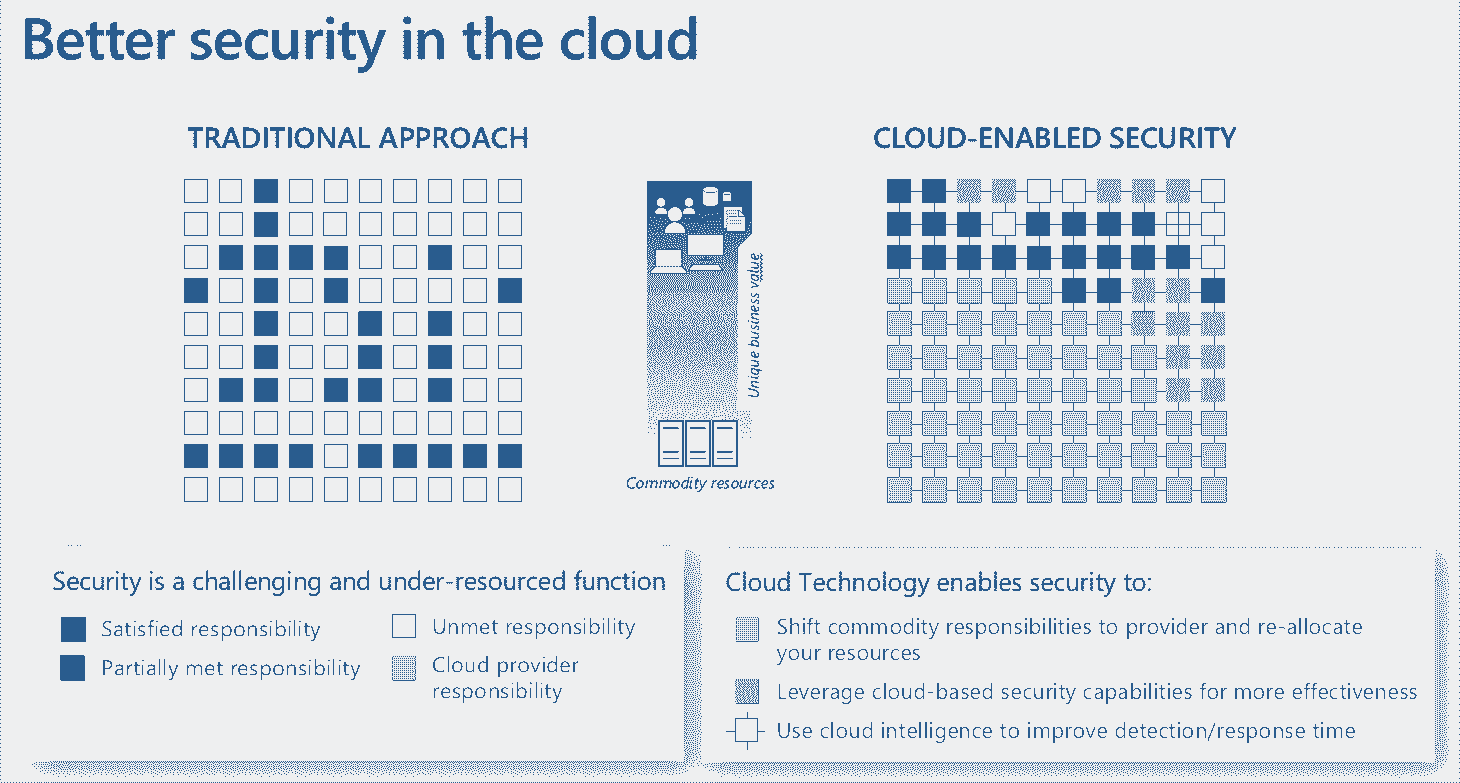 Better security in the cloud
TRADITIONAL APPROACH
CLOUD-ENABLED SECURITY
Unique business value
Commodity resources
Security is a challenging and under-resourced function
Satisfied responsibility
Unmet responsibility
Partially met responsibility
Cloud provider
responsibility
Cloud Technology enables security to:
Shift commodity responsibilities to provider and re-allocate
your resources
Leverage cloud-based security capabilities for more effectiveness
Use cloud intelligence to improve detection/response time